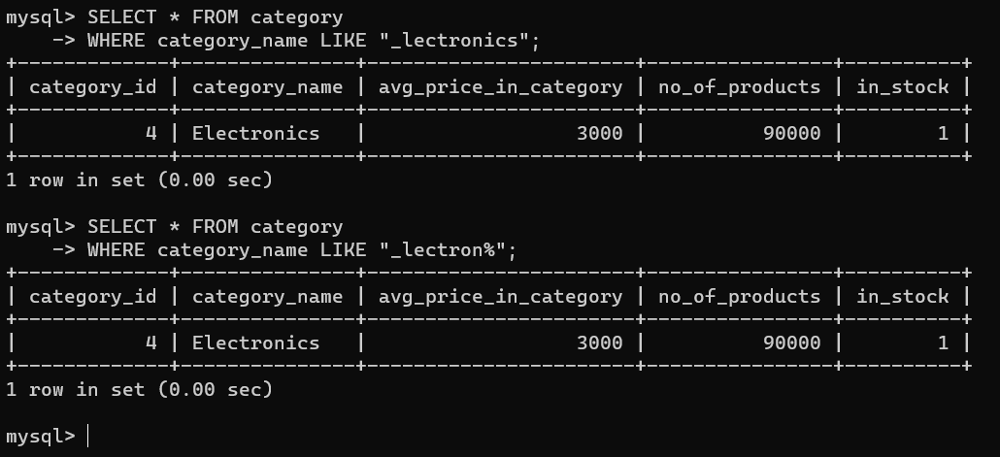 mysql> SELECT * FROM category
    -> WHERE category_name LIKE "_lectronics";
+-------------+---------------+-----------------------+----------------+----------+
| category_id | category_name | avg_price_in_category | no_of_products | in_stock |
+-------------+---------------+-----------------------+----------------+----------+
|           4 | Electronics   |                  3000 |          90000 |        1 |
+-------------+---------------+-----------------------+----------------+----------+
1 row in set (0.00 sec)

mysql> SELECT * FROM category
    -> WHERE category_name LIKE "_lectron%";
+-------------+---------------+-----------------------+----------------+----------+
| category_id | category_name | avg_price_in_category | no_of_products | in_stock |
+-------------+---------------+-----------------------+----------------+----------+
|           4 | Electronics   |                  3000 |          90000 |        1 |
+-------------+---------------+-----------------------+----------------+----------+
1 row in set (0.00 sec)

mysql>